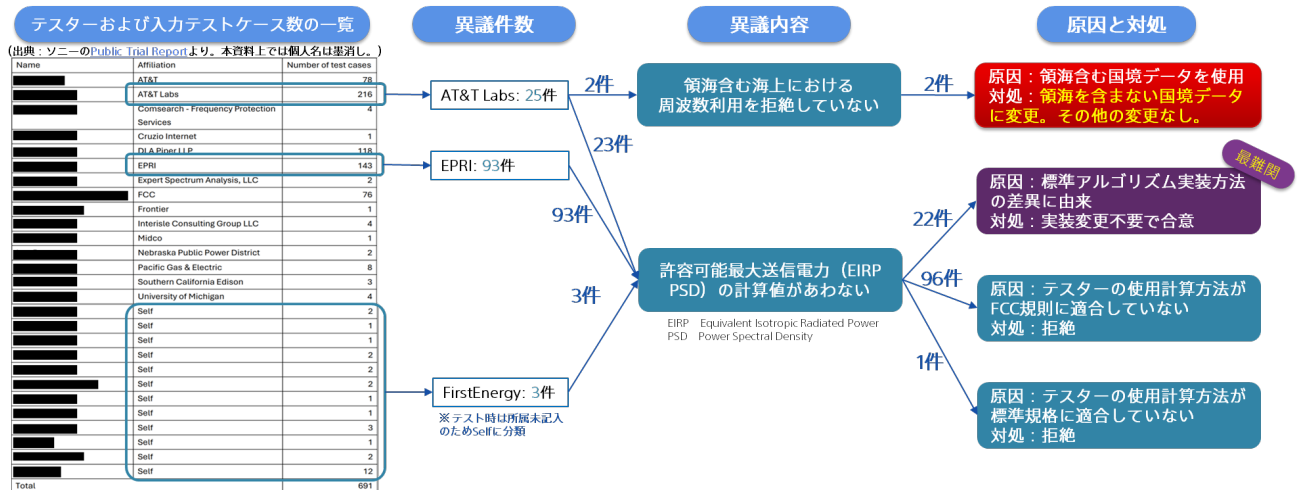 テスターおよび入力テストケース数の一覧
異議件数
異議内容
原因と対処
(出典：ソニーのPublic Trial Reportより。本資料上では個人名は墨消し。)
Name Affiliation Number of test cases
AT&T 78
AT&T Labs 216
Comsearch - Frequency Protection
Services 4
Cruzio Internet 1
DLA Piper LLP 118
EPRI 143
Expert Spectrum Analysis, LLC 2
FCC 76
Frontier 1
Interisle Consulting Group LLC 4
Midco 1
Nebraska Public Power District 2
Pacific Gas & Electric 8
Southern California Edison 3
University of Michigan 4
Self 2
Self 1
Self 1
Self 2
Self 2
Self 2
Self 1
Self 1
Self 3
Self 1
Self 2
Self 12
Total 691
AT&T Labs: 25件
EPRI: 93件
FirstEnergy: 3件
※テスト時は所属未記入
のためSelfに分類
2件
23件
93件
3件
領海含む海上における
周波数利用を拒絶していない
許容可能最大送信電力（EIRP
PSD）の計算値があわない
EIRP Equivalent Isotropic Radiated Power
PSD Power Spectral Density
2件
22件
96件
1件
原因：領海含む国境データを使用
対処：領海を含まない国境データ
に変更。その他の変更なし。
最難関
原因：標準アルゴリズム実装方法
の差異に由来
対処：実装変更不要で合意
原因：テスターの使用計算方法が
FCC規則に適合していない
対処：拒絶
原因：テスターの使用計算方法が
標準規格に適合していない
対処：拒絶